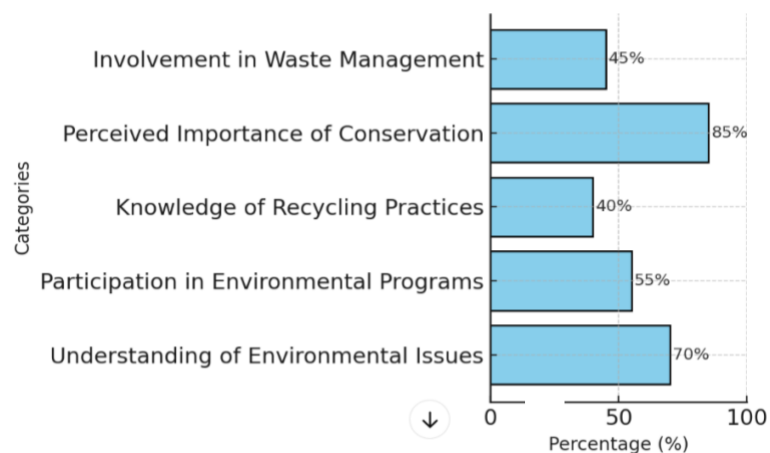 Involvement in Waste Management 45%
Perceived Importance of Conservation 85%
Knowledge of Recycling Practices 40%
Participation in Environmental Programs 55%
Understanding of Environmental Issues 70%
Categories
0 50 100
Percentage (%)